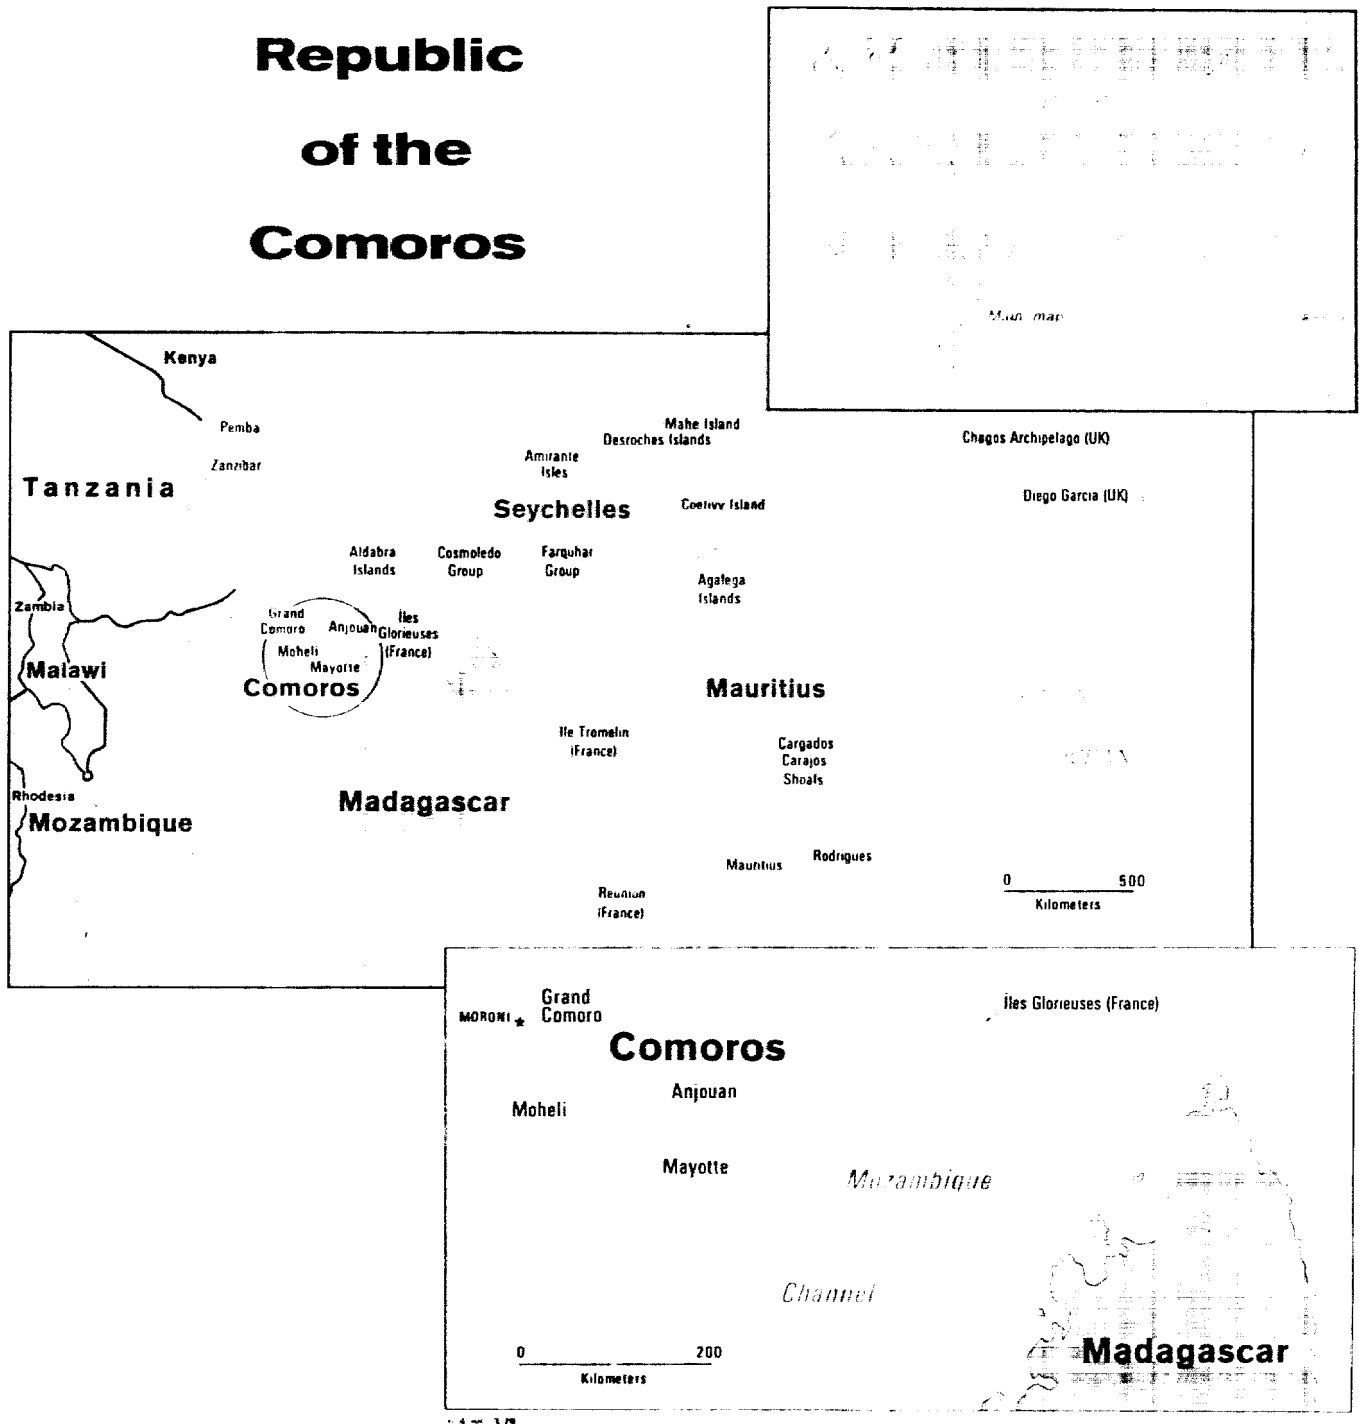 Republic
of the
Comoros
Main map
Kenya
Pemba
Zanzibar
Tanzania
Mahe Island
Desroches Islands
Amirante
Isles
Seychelles
Coetivy Island
Chagos Archipelago (UK)
Diego Garcia (UK)
Aldabra
Islands
Cosmoledo
Group
Farquhar
Group
Agalega
Islands
Zambia
Grand
Comoro
Anjouan
Îles
Glorieuses
(France)
Moheli
Mayotte
Comoros
Malawi
Mauritius
Ile Tromelin
(France)
Cargados
Carajos
Shoals
Rhodesia
Mozambique
Madagascar
Mauritius
Rodrigues
Reunion
(France)
0 500
Kilometers
MORONI
Grand
Comoro
Comoros
Îles Glorieuses (France)
Anjouan
Moheli
Mayotte
Mozambique
Channel
0 200
Kilometers
Madagascar